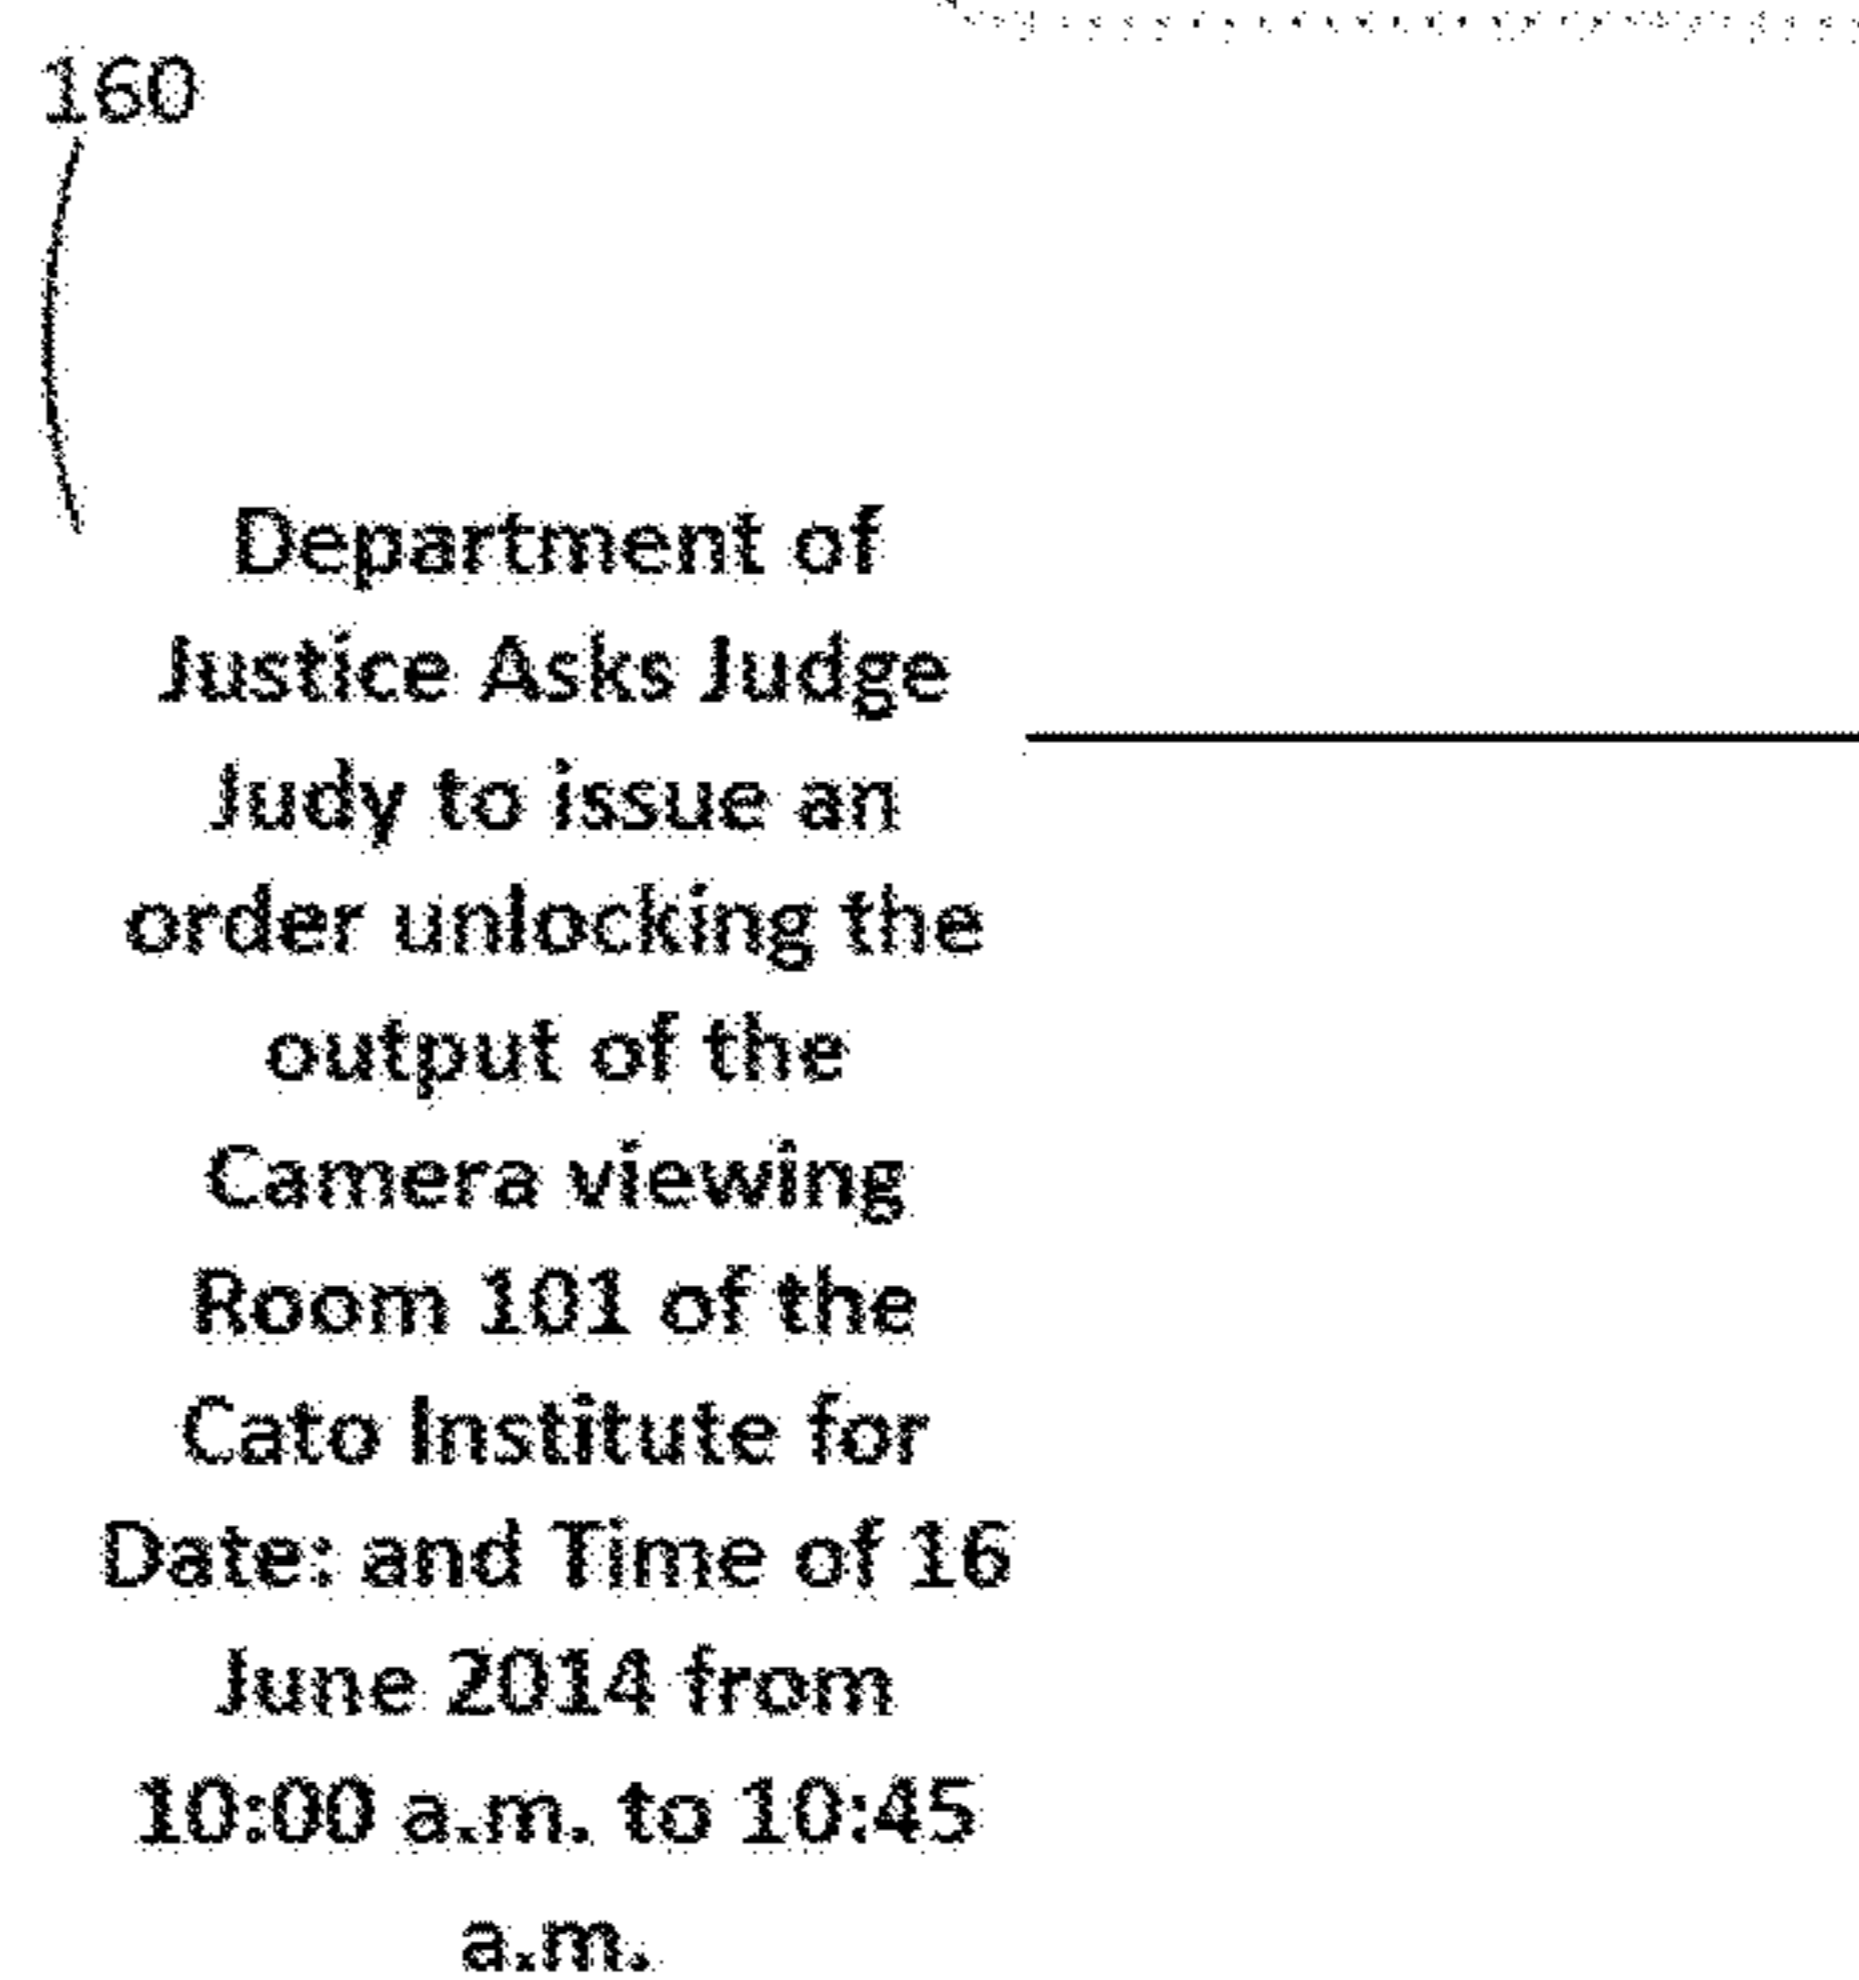 160
Department of
Justice Asks Judge
Judy to issue an
order unlocking the
output of the
Camera viewing
Room 101 of the
Cato Institute for
Date: and Time of 16
June 2014 from
10:00 a.m. to 10:45
a.m.